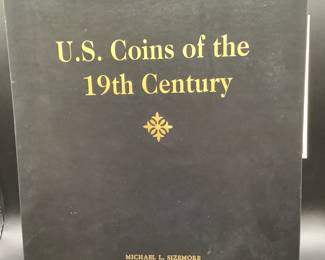 U.S. Coins of the
19th Century
MICHAEL L. SIZEMORE